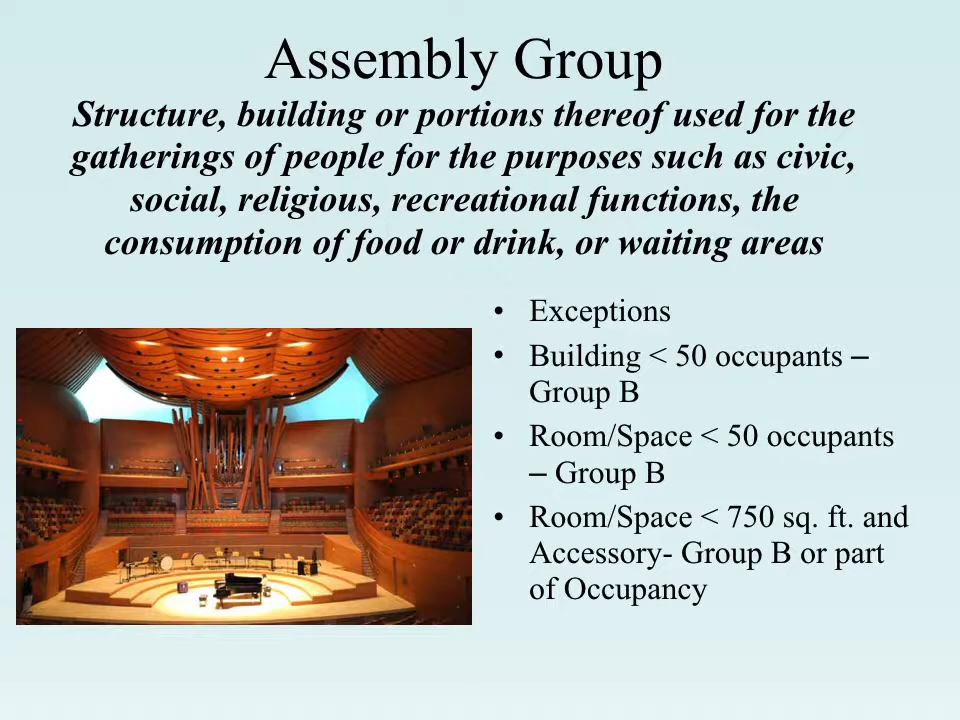 Assembly Group
Structure, building or portions thereof used for the
gatherings of people for the purposes such as civic,
social, religious, recreational functions, the
consumption of food or drink, or waiting areas
• Exceptions
• Building < 50 occupants –
Group B
• Room/Space < 50 occupants
– Group B
• Room/Space < 750 sq. ft. and
Accessory- Group B or part
of Occupancy